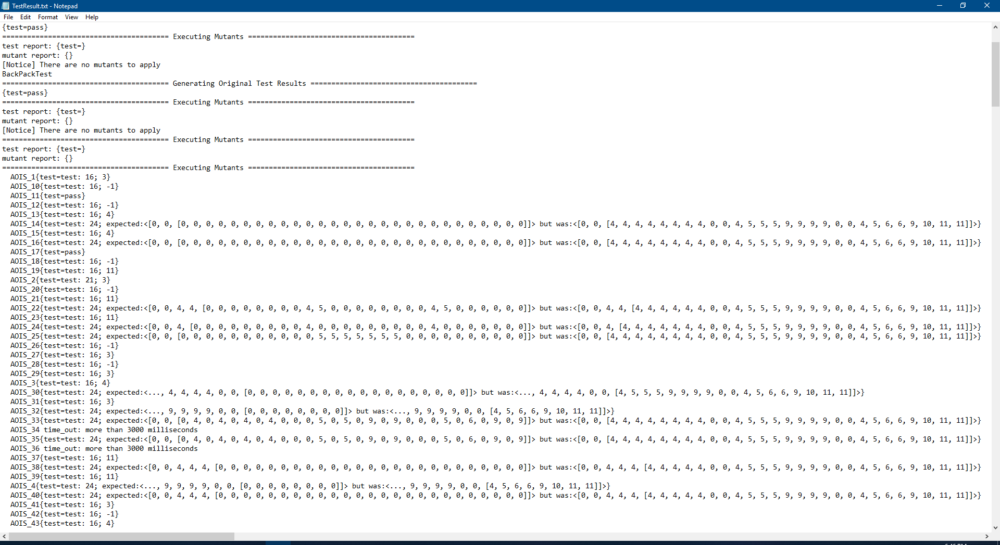 TestResult.txt - Notepad
File Edit Format View Help
{test=pass}
======================================== Executing Mutants ========================================
test report: {test=}
mutant report: {}
[Notice] There are no mutants to apply
BackPackTest
======================================== Generating Original Test Results ========================================
{test=pass}
======================================== Executing Mutants ========================================
test report: {test=}
mutant report: {}
[Notice] There are no mutants to apply
======================================== Executing Mutants ========================================
test report: {test=}
mutant report: {}
======================================== Executing Mutants ========================================
AOIS_1{test=test: 16; 3}
AOIS_10{test=test: 16; -1}
AOIS_11{test=pass}
AOIS_12{test=test: 16; -1}
AOIS_13{test=test: 16; 4}
AOIS_14{test=test: 24; expected:<[0, 0, [0, 0, 0, 0, 0, 0, 0, 0, 0, 0, 0, 0, 0, 0, 0, 0, 0, 0, 0, 0, 0, 0, 0, 0, 0, 0, 0, 0]]> but was:<[0, 0, [4, 4, 4, 4, 4, 4, 4, 4, 0, 0, 4, 5, 5, 5, 9, 9, 9, 9, 0, 0, 4, 5, 6, 6, 9, 10, 11, 11]]>}
AOIS_15{test=test: 16; 4}
AOIS_16{test=test: 24; expected:<[0, 0, [0, 0, 0, 0, 0, 0, 0, 0, 0, 0, 0, 0, 0, 0, 0, 0, 0, 0, 0, 0, 0, 0, 0, 0, 0, 0, 0, 0]]> but was:<[0, 0, [4, 4, 4, 4, 4, 4, 4, 4, 0, 0, 4, 5, 5, 5, 9, 9, 9, 9, 0, 0, 4, 5, 6, 6, 9, 10, 11, 11]]>}
AOIS_17{test=pass}
AOIS_18{test=test: 16; -1}
AOIS_19{test=test: 16; 11}
AOIS_2{test=test: 21; 3}
AOIS_20{test=test: 16; -1}
AOIS_21{test=test: 16; 11}
AOIS_22{test=test: 24; expected:<[0, 0, 4, 4, [0, 0, 0, 0, 0, 0, 0, 0, 4, 5, 0, 0, 0, 0, 0, 0, 0, 0, 4, 5, 0, 0, 0, 0, 0, 0]]> but was:<[0, 0, 4, 4, [4, 4, 4, 4, 4, 4, 0, 0, 4, 5, 5, 5, 9, 9, 9, 9, 0, 0, 4, 5, 6, 6, 9, 10, 11, 11]]>}
AOIS_23{test=test: 16; 11}
AOIS_24{test=test: 24; expected:<[0, 0, 4, [0, 0, 0, 0, 0, 0, 0, 0, 0, 4, 0, 0, 0, 0, 0, 0, 0, 0, 0, 4, 0, 0, 0, 0, 0, 0, 0]]> but was:<[0, 0, 4, [4, 4, 4, 4, 4, 4, 4, 0, 0, 4, 5, 5, 5, 9, 9, 9, 9, 0, 0, 4, 5, 6, 6, 9, 10, 11, 11]]>}
AOIS_25{test=test: 24; expected:<[0, 0, [0, 0, 0, 0, 0, 0, 0, 0, 0, 0, 0, 5, 5, 5, 5, 5, 5, 5, 0, 0, 0, 0, 0, 0, 0, 0, 0, 0]]> but was:<[0, 0, [4, 4, 4, 4, 4, 4, 4, 4, 0, 0, 4, 5, 5, 5, 9, 9, 9, 9, 0, 0, 4, 5, 6, 6, 9, 10, 11, 11]]>}
AOIS_26{test=test: 16; -1}
AOIS_27{test=test: 16; 3}
AOIS_28{test=test: 16; -1}
AOIS_29{test=test: 16; 3}
AOIS_3{test=test: 16; 4}
AOIS_30{test=test: 24; expected:<..., 4, 4, 4, 4, 0, 0, [0, 0, 0, 0, 0, 0, 0, 0, 0, 0, 0, 0, 0, 0, 0, 0, 0, 0]]> but was:<..., 4, 4, 4, 4, 0, 0, [4, 5, 5, 5, 9, 9, 9, 9, 0, 0, 4, 5, 6, 6, 9, 10, 11, 11]]>}
AOIS_31{test=test: 16; 3}
AOIS_32{test=test: 24; expected:<..., 9, 9, 9, 9, 0, 0, [0, 0, 0, 0, 0, 0, 0, 0]]> but was:<..., 9, 9, 9, 9, 0, 0, [4, 5, 6, 6, 9, 10, 11, 11]]>}
AOIS_33{test=test: 24; expected:<[0, 0, [0, 4, 0, 4, 0, 4, 0, 4, 0, 0, 0, 5, 0, 5, 0, 9, 0, 9, 0, 0, 0, 5, 0, 6, 0, 9, 0, 9]]> but was:<[0, 0, [4, 4, 4, 4, 4, 4, 4, 4, 0, 0, 4, 5, 5, 5, 9, 9, 9, 9, 0, 0, 4, 5, 6, 6, 9, 10, 11, 11]]>}
AOIS_34 time_out: more than 3000 milliseconds
AOIS_35{test=test: 24; expected:<[0, 0, [0, 4, 0, 4, 0, 4, 0, 4, 0, 0, 0, 5, 0, 5, 0, 9, 0, 9, 0, 0, 0, 5, 0, 6, 0, 9, 0, 9]]> but was:<[0, 0, [4, 4, 4, 4, 4, 4, 4, 4, 0, 0, 4, 5, 5, 5, 9, 9, 9, 9, 0, 0, 4, 5, 6, 6, 9, 10, 11, 11]]>}
AOIS_36 time_out: more than 3000 milliseconds
AOIS_37{test=test: 16; 11}
AOIS_38{test=test: 24; expected:<[0, 0, 4, 4, 4, [0, 0, 0, 0, 0, 0, 0, 0, 0, 0, 0, 0, 0, 0, 0, 0, 0, 0, 0, 0, 0, 0, 0, 0, 0]]> but was:<[0, 0, 4, 4, 4, [4, 4, 4, 4, 4, 0, 0, 4, 5, 5, 5, 9, 9, 9, 9, 0, 0, 4, 5, 6, 6, 9, 10, 11, 11]]>}
AOIS_39{test=test: 16; 11}
AOIS_4{test=test: 24; expected:<..., 9, 9, 9, 9, 0, 0, [0, 0, 0, 0, 0, 0, 0, 0]]> but was:<..., 9, 9, 9, 9, 0, 0, [4, 5, 6, 6, 9, 10, 11, 11]]>}
AOIS_40{test=test: 24; expected:<[0, 0, 4, 4, 4, [0, 0, 0, 0, 0, 0, 0, 0, 0, 0, 0, 0, 0, 0, 0, 0, 0, 0, 0, 0, 0, 0, 0, 0, 0]]> but was:<[0, 0, 4, 4, 4, [4, 4, 4, 4, 4, 0, 0, 4, 5, 5, 5, 9, 9, 9, 9, 0, 0, 4, 5, 6, 6, 9, 10, 11, 11]]>}
AOIS_41{test=test: 16; 3}
AOIS_42{test=test: 16; -1}
AOIS_43{test=test: 16; 4}